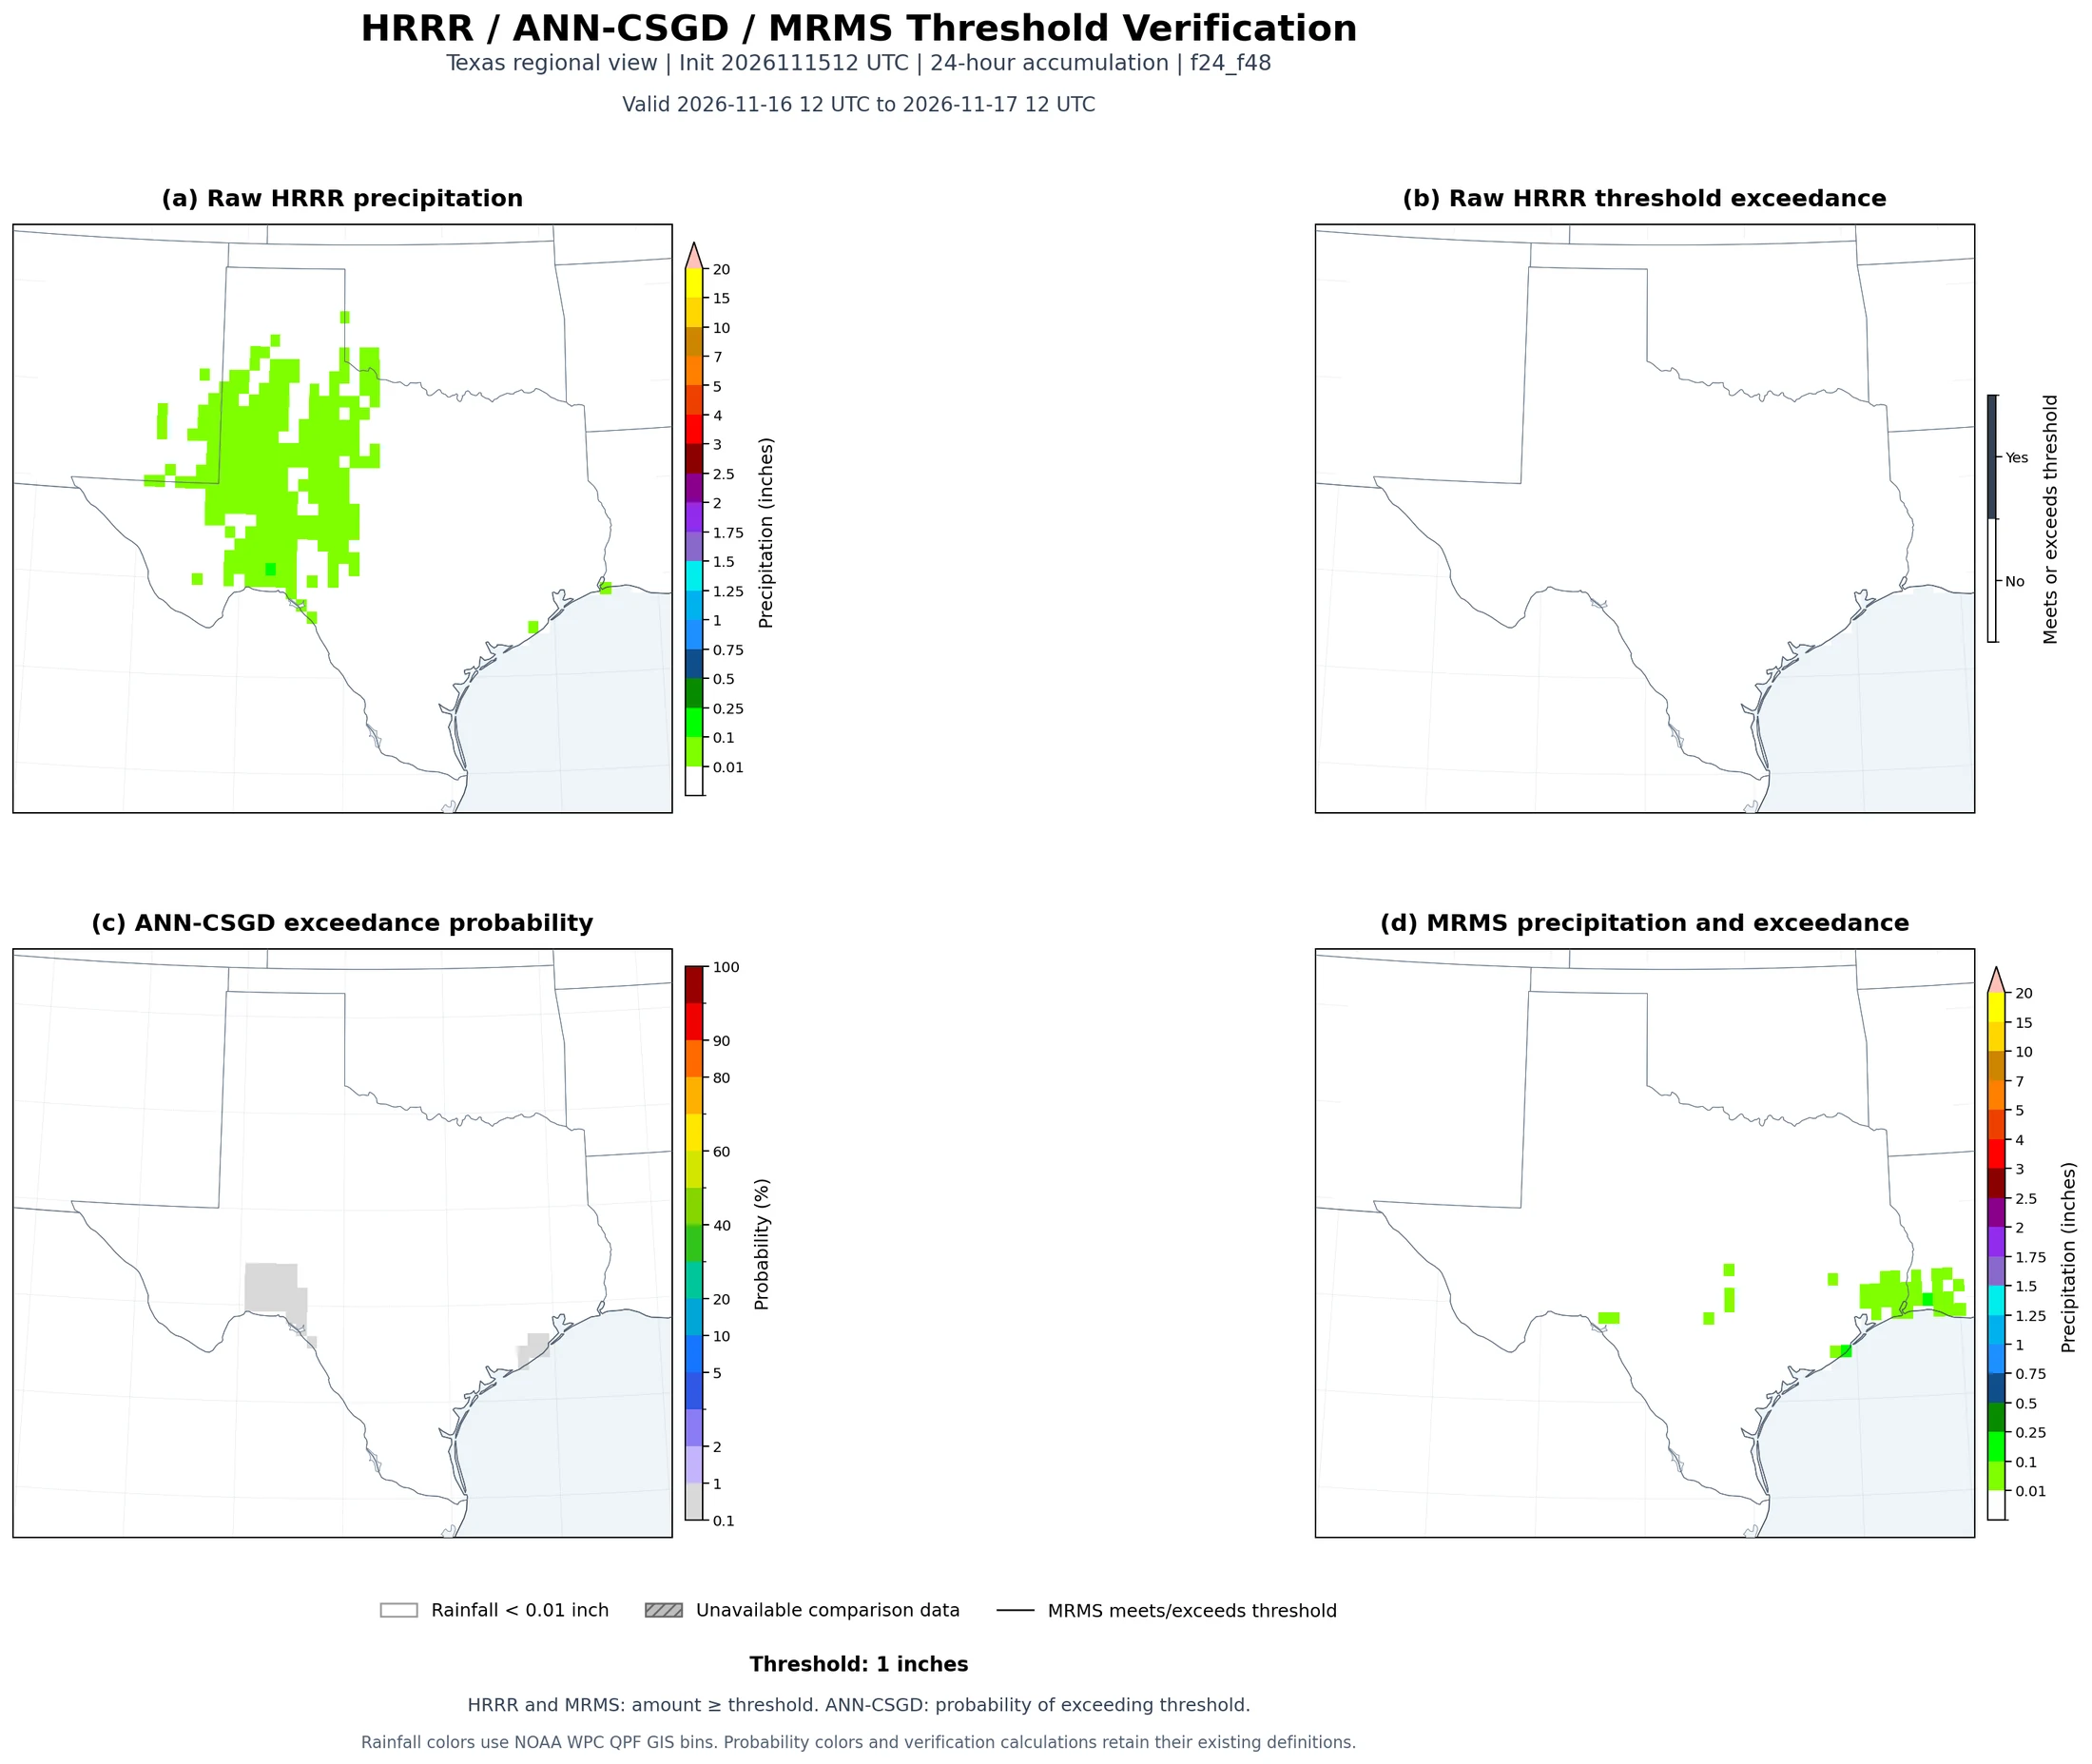 HRRR / ANN-CSGD / MRMS Threshold Verification
Texas regional view | Init 2026111512 UTC | 24-hour accumulation | f24_f48
Valid 2026-11-16 12 UTC to 2026-11-17 12 UTC
(a) Raw HRRR precipitation
20
15
10
7
5
4
3
2.5
2
1.75
1.5
1.25
1
0.75
0.5
0.25
0.1
0.01
Precipitation (inches)
(b) Raw HRRR threshold exceedance
Yes
No
Meets or exceeds threshold
(c) ANN-CSGD exceedance probability
100
90
80
60
40
20
10
5
2
1
0.1
Probability (%)
(d) MRMS precipitation and exceedance
20
15
10
7
5
4
3
2.5
2
1.75
1.5
1.25
1
0.75
0.5
0.25
0.1
0.01
Precipitation (inches)
Rainfall < 0.01 inch
Unavailable comparison data
MRMS meets/exceeds threshold
Threshold: 1 inches
HRRR and MRMS: amount ≥ threshold. ANN-CSGD: probability of exceeding threshold.
Rainfall colors use NOAA WPC QPF GIS bins. Probability colors and verification calculations retain their existing definitions.